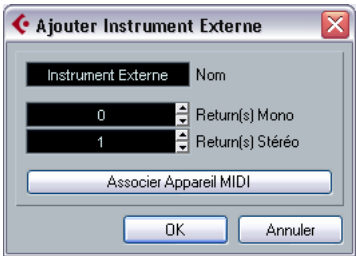 Ajouter Instrument Externe
Instrument Externe Nom
0 Return(s) Mono
1 Return(s) Stéréo
Associer Appareil MIDI
OK Annuler